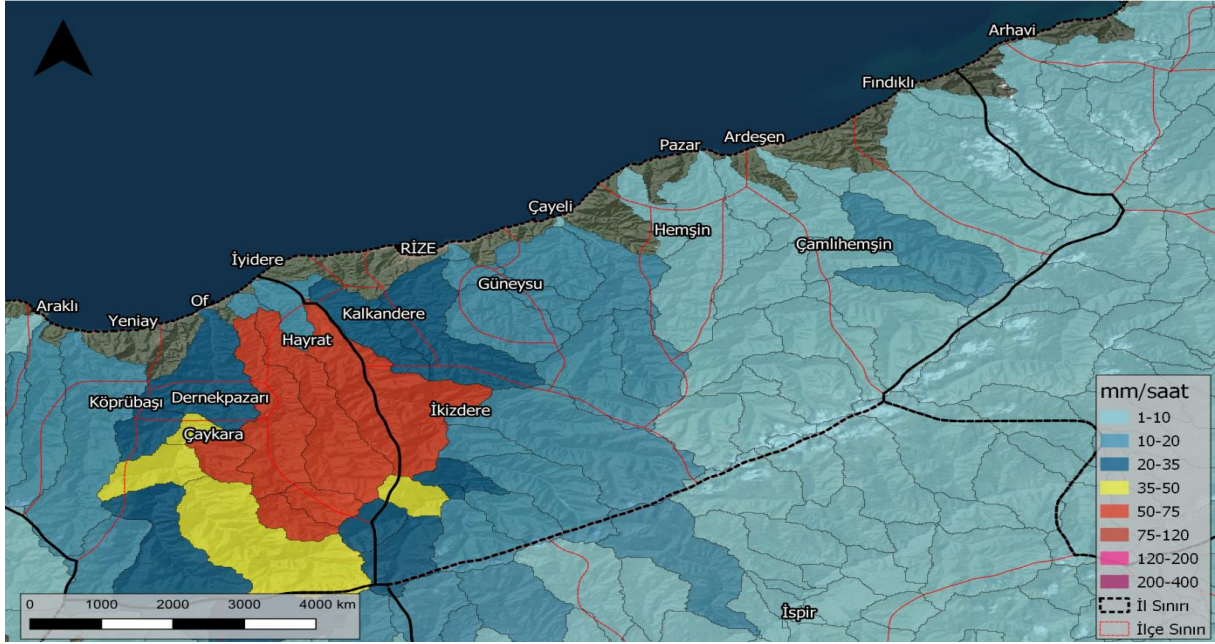 Arhavi
Fındıklı
Pazar
Ardeşen
Çayeli
Hemşin
Çamlıhemşin
RİZE
İyidere
Güneysu
Of
Araklı
Yeniay
Kalkandere
Hayrat
Köprübaşı
Dernekpazarı
İkizdere
Çaykara
İspir
mm/saat
1-10
10-20
20-35
35-50
50-75
75-120
120-200
200-400
İl Sınırı
İlçe Sınırı
0 1000 2000 3000 4000 km